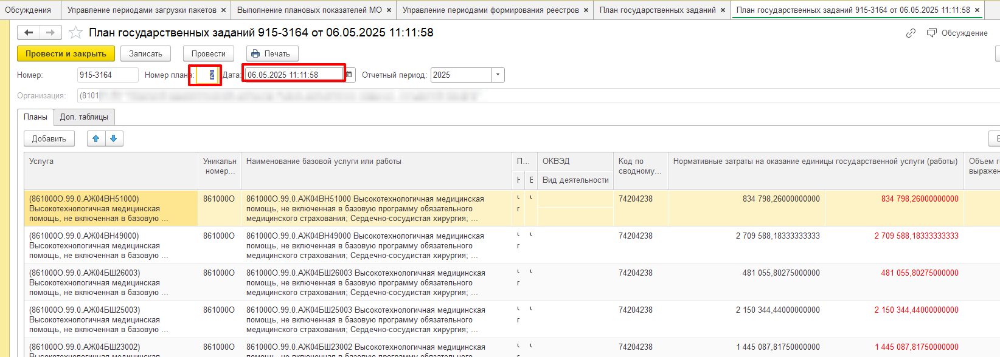 Обсуждения
Управление периодами загрузки пакетов ×
Выполнение плановых показателей МО ×
Управление периодами формирования реестров ×
План государственных заданий ×
План государственных заданий 915-3164 от 06.05.2025 11:11:58 ×
План государственных заданий 915-3164 от 06.05.2025 11:11:58
Обсуждение
Провести и закрыть
Записать
Провести
Печать
Номер: 915-3164 Номер плана: 2 Дата: 06.05.2025 11:11:58 Отчетный период: 2025
Организация: (8101
Планы
Доп. таблицы
Добавить
Услуга
Уникальн
номер...
Наименование базовой услуги или работы
П...
ОКВЭД
Вид деятельности
Код по
сводному...
Нормативные затраты на оказание единицы государственной услуги (работы)
(861000О.99.0.АЖ04ВН51000)
Высокотехнологичная медицинская
помощь, не включенная в базовую ...
861000О
861000О.99.0.АЖ04ВН51000 Высокотехнологичная медицинская
помощь, не включенная в базовую программу обязательного
медицинского страхования; Сердечно-сосудистая хирургия; ...
74204238
834 798,26000000000
834 798,26000000000
(861000О.99.0.АЖ04ВН49000)
Высокотехнологичная медицинская
помощь, не включенная в базовую ...
861000О
861000О.99.0.АЖ04ВН49000 Высокотехнологичная медицинская
помощь, не включенная в базовую программу обязательного
медицинского страхования; Сердечно-сосудистая хирургия; ...
74204238
2 709 588,18333333333
2 709 588,18333333333
(861000О.99.0.АЖ04БШ26003)
Высокотехнологичная медицинская
помощь, не включенная в базовую ...
861000О
861000О.99.0.АЖ04БШ26003 Высокотехнологичная медицинская
помощь, не включенная в базовую программу обязательного
медицинского страхования; Сердечно-сосудистая хирургия; ...
74204238
481 055,80275000000
481 055,80275000000
(861000О.99.0.АЖ04БШ25003)
Высокотехнологичная медицинская
помощь, не включенная в базовую ...
861000О
861000О.99.0.АЖ04БШ25003 Высокотехнологичная медицинская
помощь, не включенная в базовую программу обязательного
медицинского страхования; Сердечно-сосудистая хирургия; ...
74204238
2 150 344,44000000000
2 150 344,44000000000
(861000О.99.0.АЖ04БШ23002)
861000О
861000О.99.0.АЖ04БШ23002 Высокотехнологичная медицинская
74204238
1 445 087,81750000000
1 445 087,81750000000